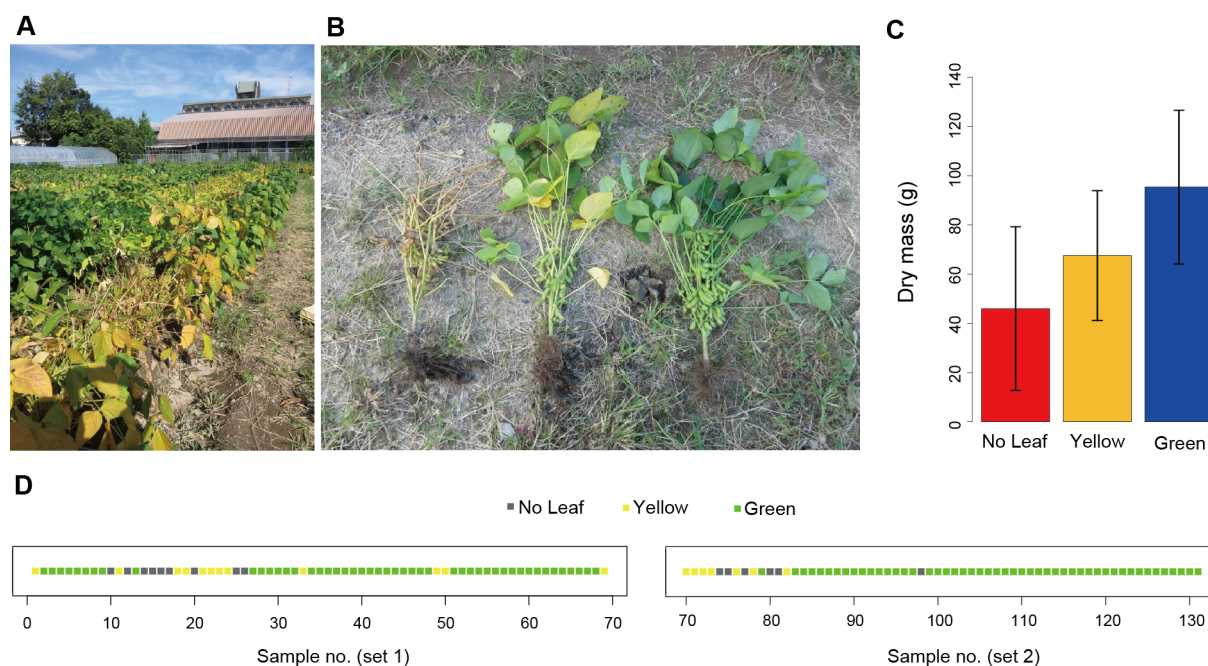 A
B
C
140
120
100
80
60
40
20
0
Dry mass (g)
No Leaf Yellow Green
D
No Leaf Yellow Green
0 10 20 30 40 50 60 70
Sample no. (set 1)
70 80 90 100 110 120 130
Sample no. (set 2)